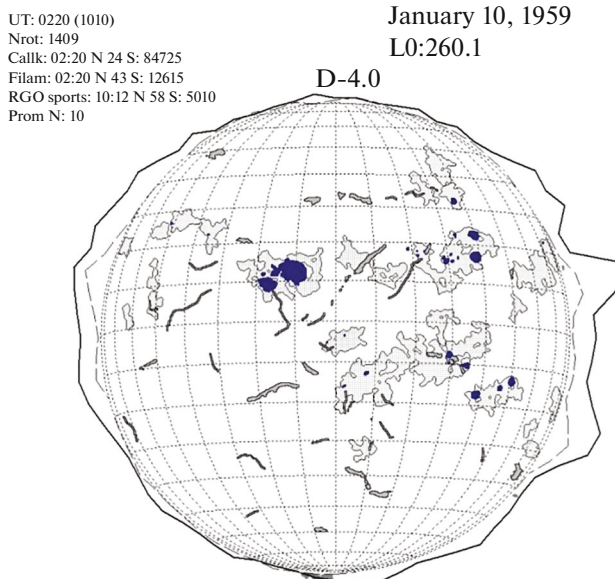 UT: 0220 (1010)
Nrot: 1409
Callk: 02:20 N 24 S: 84725
Filam: 02:20 N 43 S: 12615
RGO sports: 10:12 N 58 S: 5010
Prom N: 10
January 10, 1959
L0:260.1
D-4.0